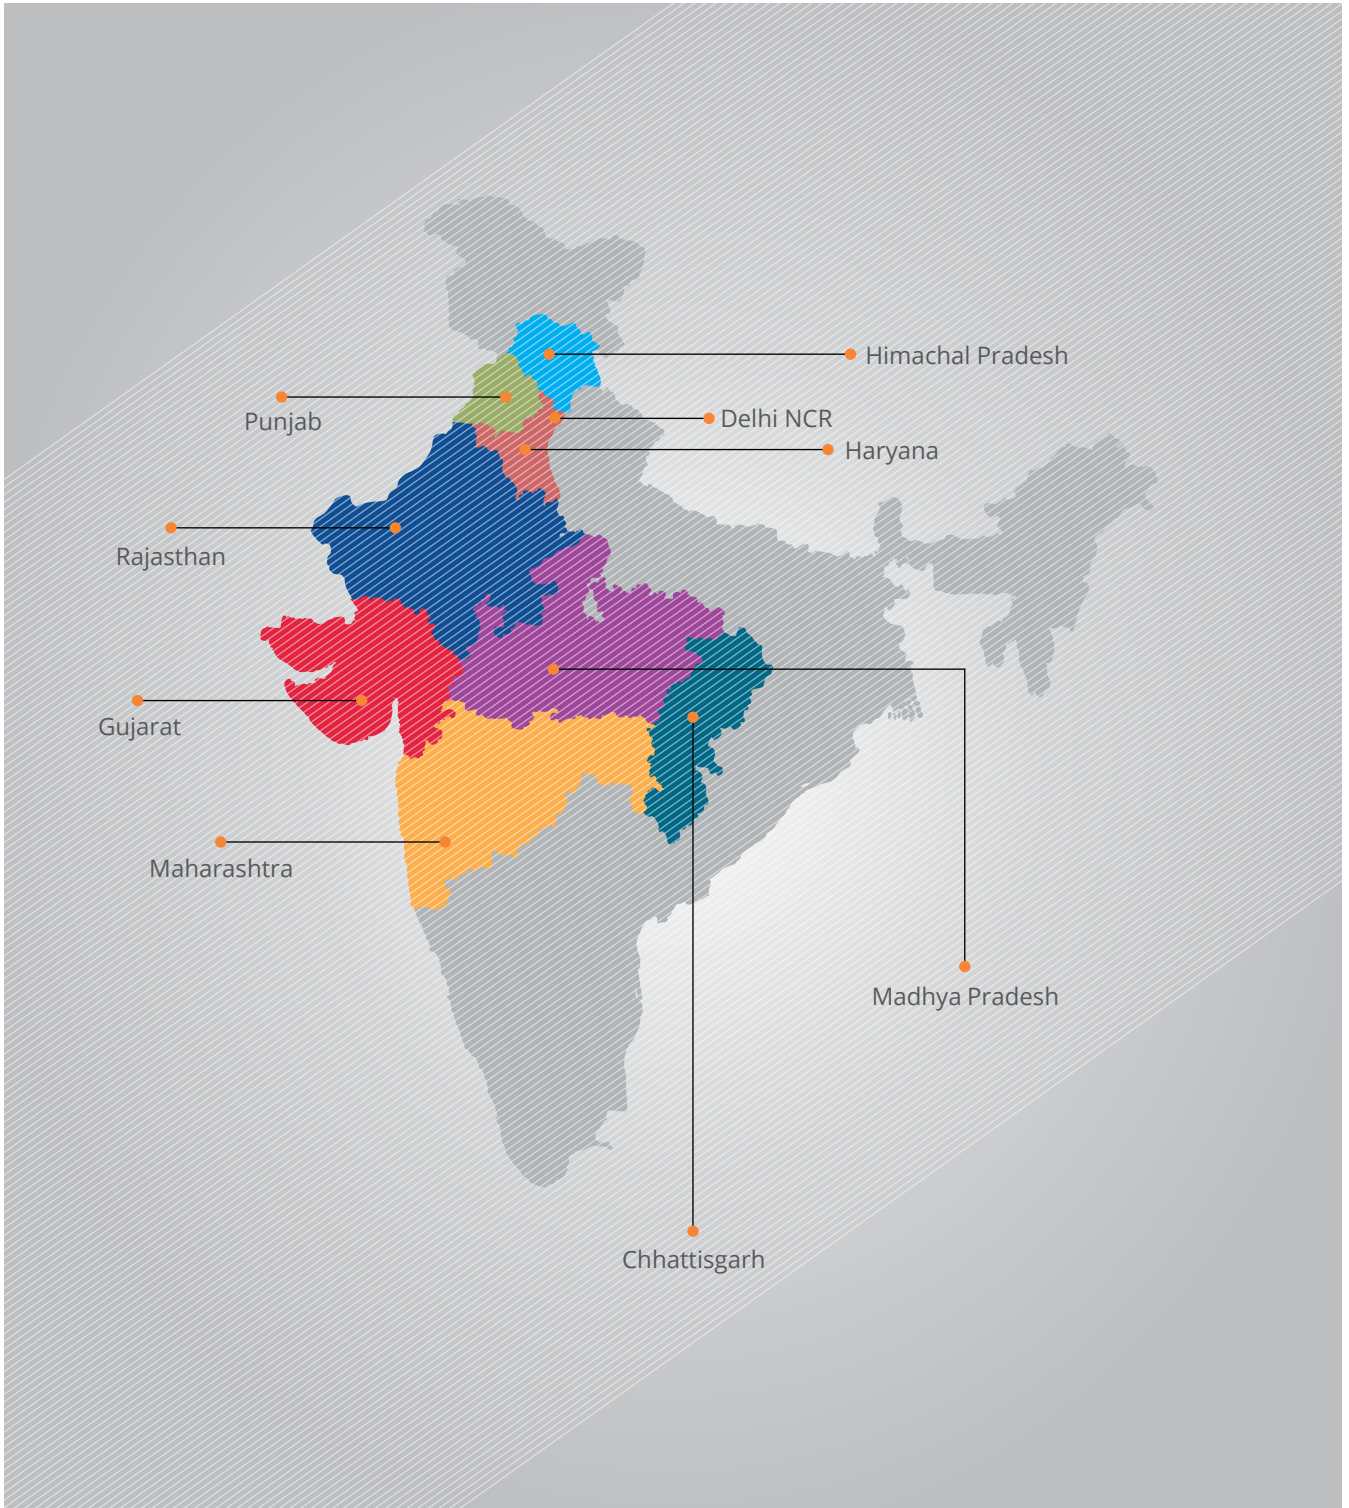 Himachal Pradesh
Punjab
Delhi NCR
Haryana
Rajasthan
Gujarat
Maharashtra
Madhya Pradesh
Chhattisgarh